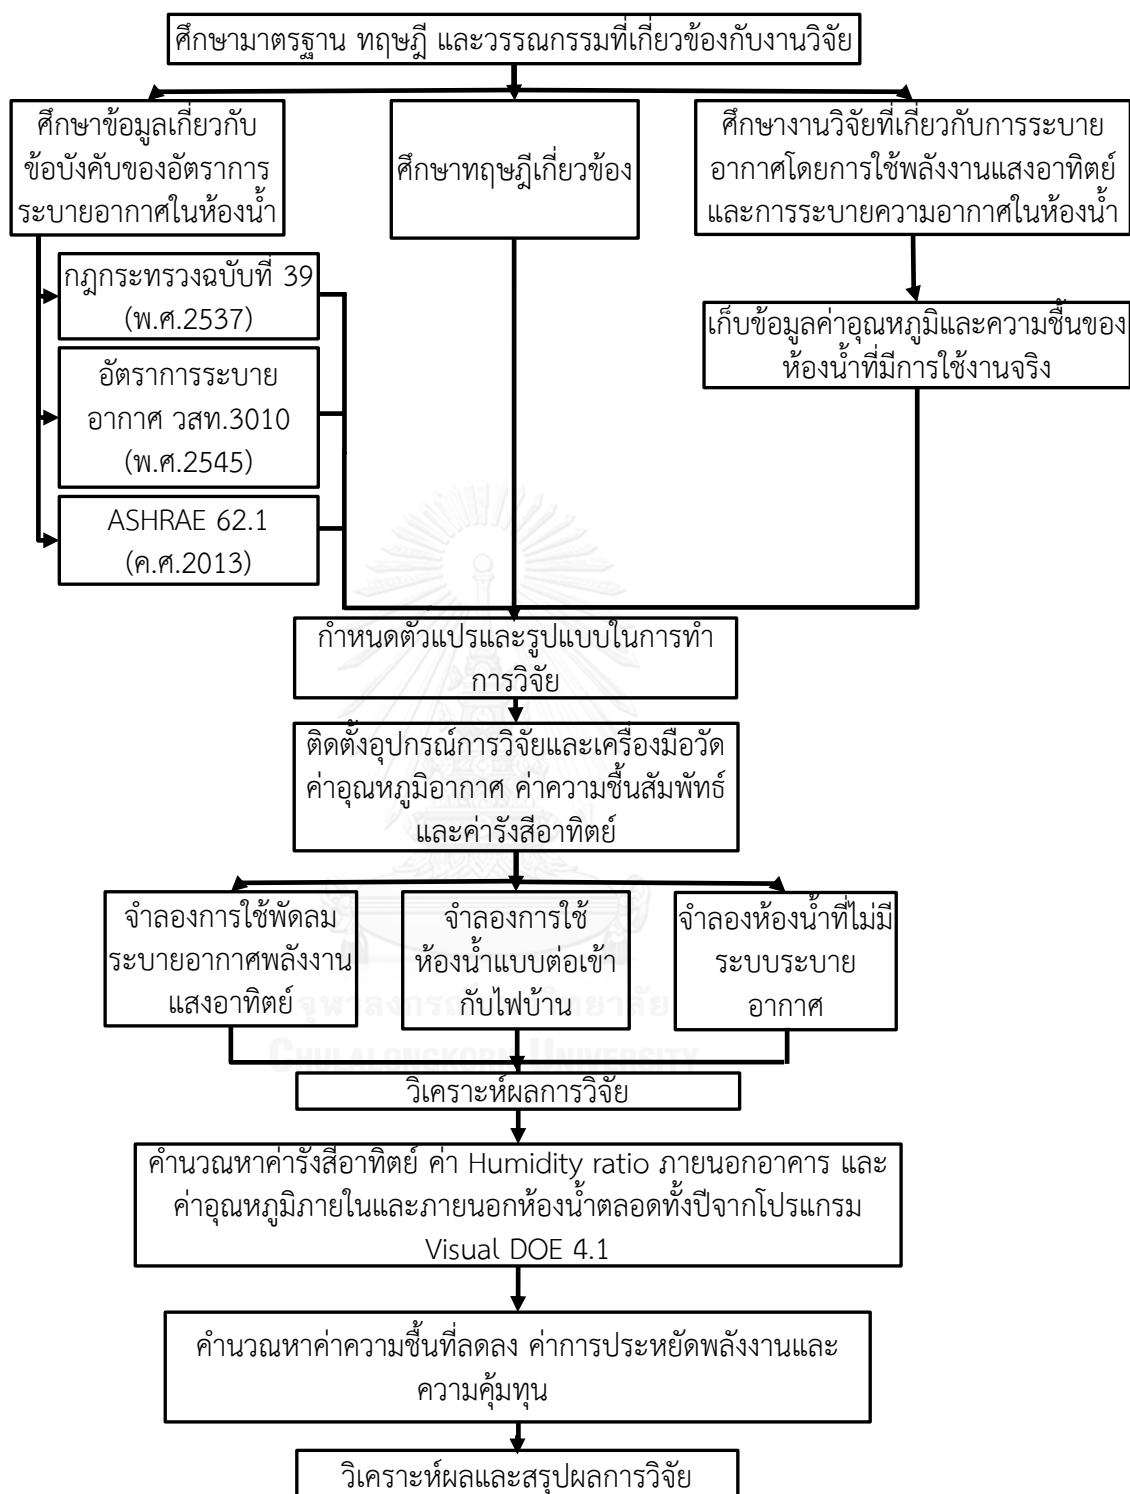 ศึกษามาตรฐาน ทฤษฎี และวรรณกรรมที่เกี่ยวข้องกับงานวิจัย
ศึกษาข้อมูลเกี่ยวกับ
ข้อบังคับของอัตราการ
ระบายอากาศในห้องน้ำ
ศึกษาทฤษฎีเกี่ยวข้อง
ศึกษางานวิจัยที่เกี่ยวกับการระบาย
อากาศโดยการใช้พลังงานแสงอาทิตย์
และการระบายความอากาศในห้องน้ำ
กฎกระทรวงฉบับที่ 39
(พ.ศ.2537)
อัตราการระบาย
อากาศ วสท.3010
(พ.ศ.2545)
ASHRAE 62.1
(ค.ศ.2013)
เก็บข้อมูลค่าอุณหภูมิและความชื้นของ
ห้องน้ำที่มีการใช้งานจริง
กำหนดตัวแปรและรูปแบบในการทำ
การวิจัย
ติดตั้งอุปกรณ์การวิจัยและเครื่องมือวัด
ค่าอุณหภูมิอากาศ ค่าความชื้นสัมพัทธ์
และค่ารังสีอาทิตย์
จำลองการใช้พัดลม
ระบายอากาศพลังงาน
แสงอาทิตย์
จำลองการใช้
ห้องน้ำแบบต่อเข้า
กับไฟบ้าน
จำลองห้องน้ำที่ไม่มี
ระบบระบาย
อากาศ
จุฬาลงกรณ์มหาวิทยาลัย
CHULALONGKORN UNIVERSITY
วิเคราะห์ผลการวิจัย
คำนวณหาค่ารังสีอาทิตย์ ค่า Humidity ratio ภายนอกอาคาร และ
ค่าอุณหภูมิภายในและภายนอกห้องน้ำตลอดทั้งปีจากโปรแกรม
Visual DOE 4.1
คำนวณหาค่าความชื้นที่ลดลง ค่าการประหยัดพลังงานและ
ความคุ้มทุน
วิเคราะห์ผลและสรุปผลการวิจัย